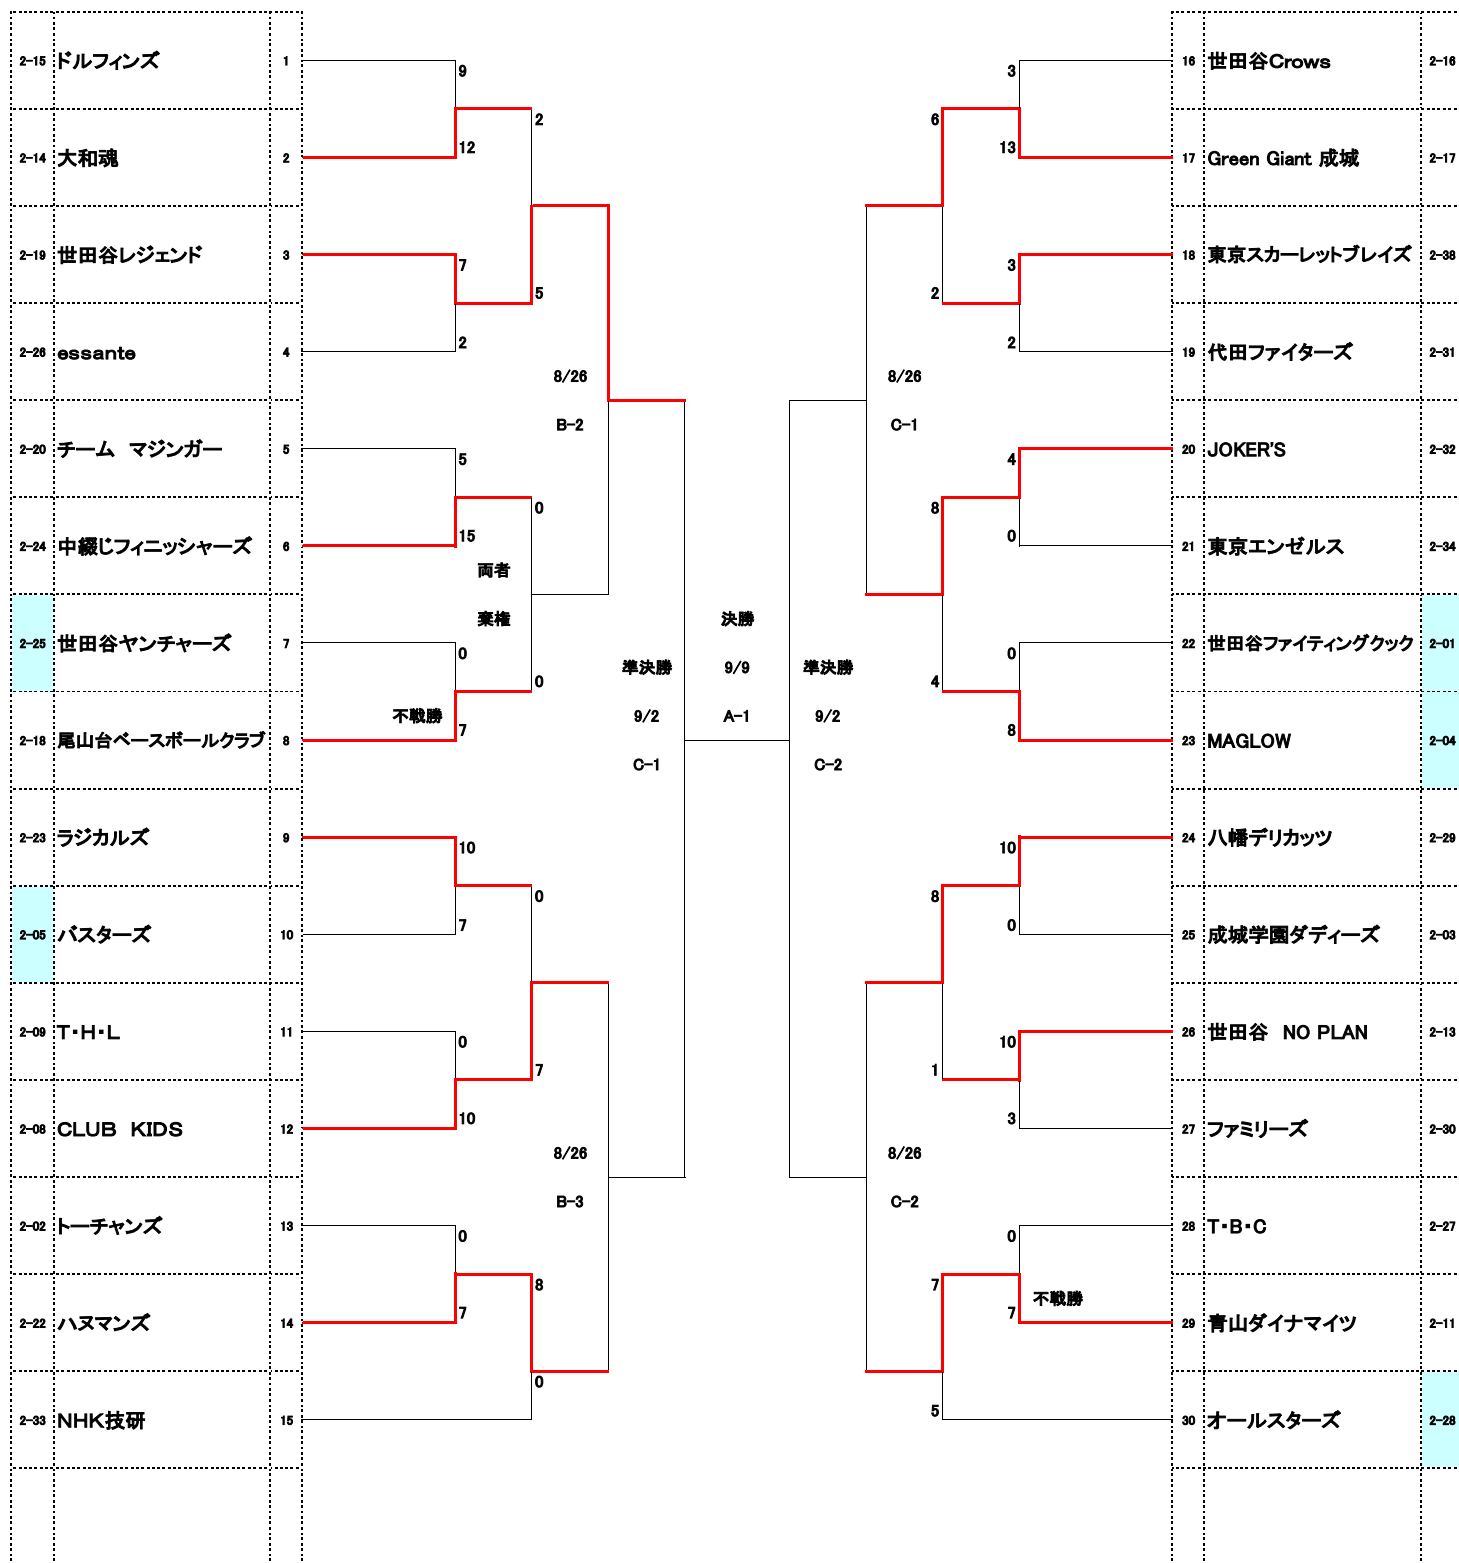 2-15 ドルフィンズ 1
2-14 大和魂 2
2-19 世田谷レジェンド 3
2-26 essante 4
2-20 チーム　マジンガー 5
2-24 中綴じフィニッシャーズ 6
2-25 世田谷ヤンチャーズ 7
2-18 尾山台ベースボールクラブ 8
2-23 ラジカルズ 9
2-05 バスターズ 10
2-09 T・H・L 11
2-08 CLUB　KIDS 12
2-02 トーチャンズ 13
2-22 ハヌマンズ 14
2-33 NHK技研 15
9
12
7
2
5
15
0
不戦勝
7
10
7
0
10
0
7
2
5
0
両者
棄権
0
0
7
8
0
8/26
B-2
8/26
B-3
準決勝
9/2
C-1
決勝
9/9
A-1
準決勝
9/2
C-2
8/26
C-1
8/26
C-2
6
2
8
4
8
1
7
5
3
13
3
2
4
0
0
8
10
0
10
3
0
不戦勝
7
16 世田谷Crows 2-16
17 Green Giant 成城 2-17
18 東京スカーレットブレイズ 2-38
19 代田ファイターズ 2-31
20 JOKER'S 2-32
21 東京エンゼルス 2-34
22 世田谷ファイティングクック 2-01
23 MAGLOW 2-04
24 八幡デリカッツ 2-29
25 成城学園ダディーズ 2-03
26 世田谷　NO PLAN 2-13
27 ファミリーズ 2-30
28 T・B・C 2-27
29 青山ダイナマイツ 2-11
30 オールスターズ 2-28